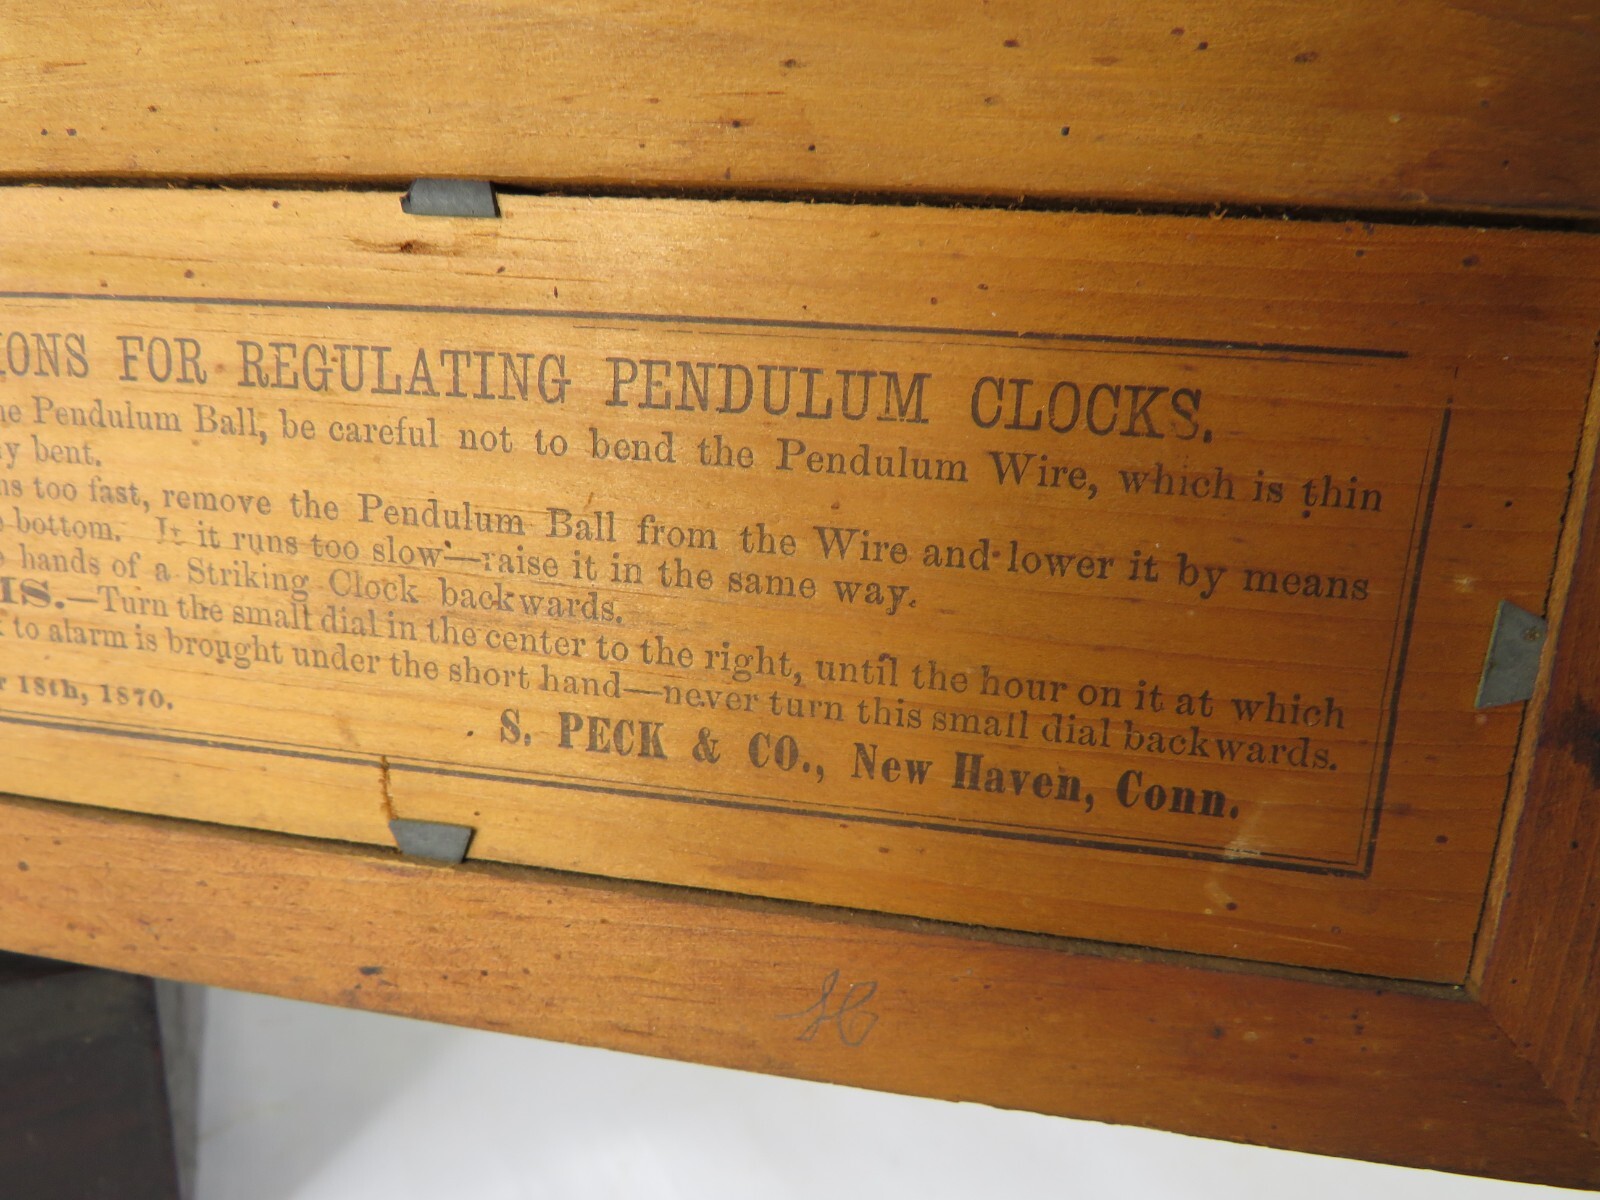 IONS FOR REGULATING PENDULUM CLOCKS.
he Pendulum Ball, be careful not to bend the Pendulum Wire, which is thin
y bent.
ns too fast, remove the Pendulum Ball from the Wire and lower it by means
bottom. If it runs too slow—raise it in the same way.
hands of a Striking Clock backwards.
MS.—Turn the small dial in the center to the right, until the hour on it at which
to alarm is brought under the short hand—never turn this small dial backwards.
r 18th, 1870.
S. PECK & CO., New Haven, Conn.